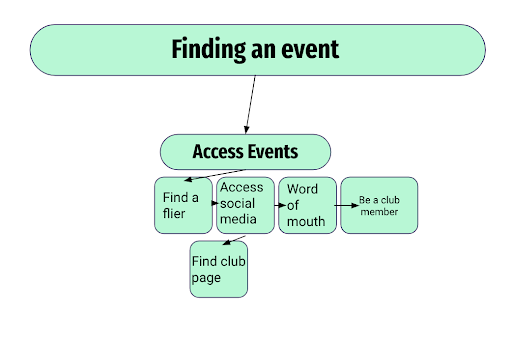 Finding an event
Access Events
Find a
flier
Access
social
media
Word
of
mouth
Be a club
member
Find club
page